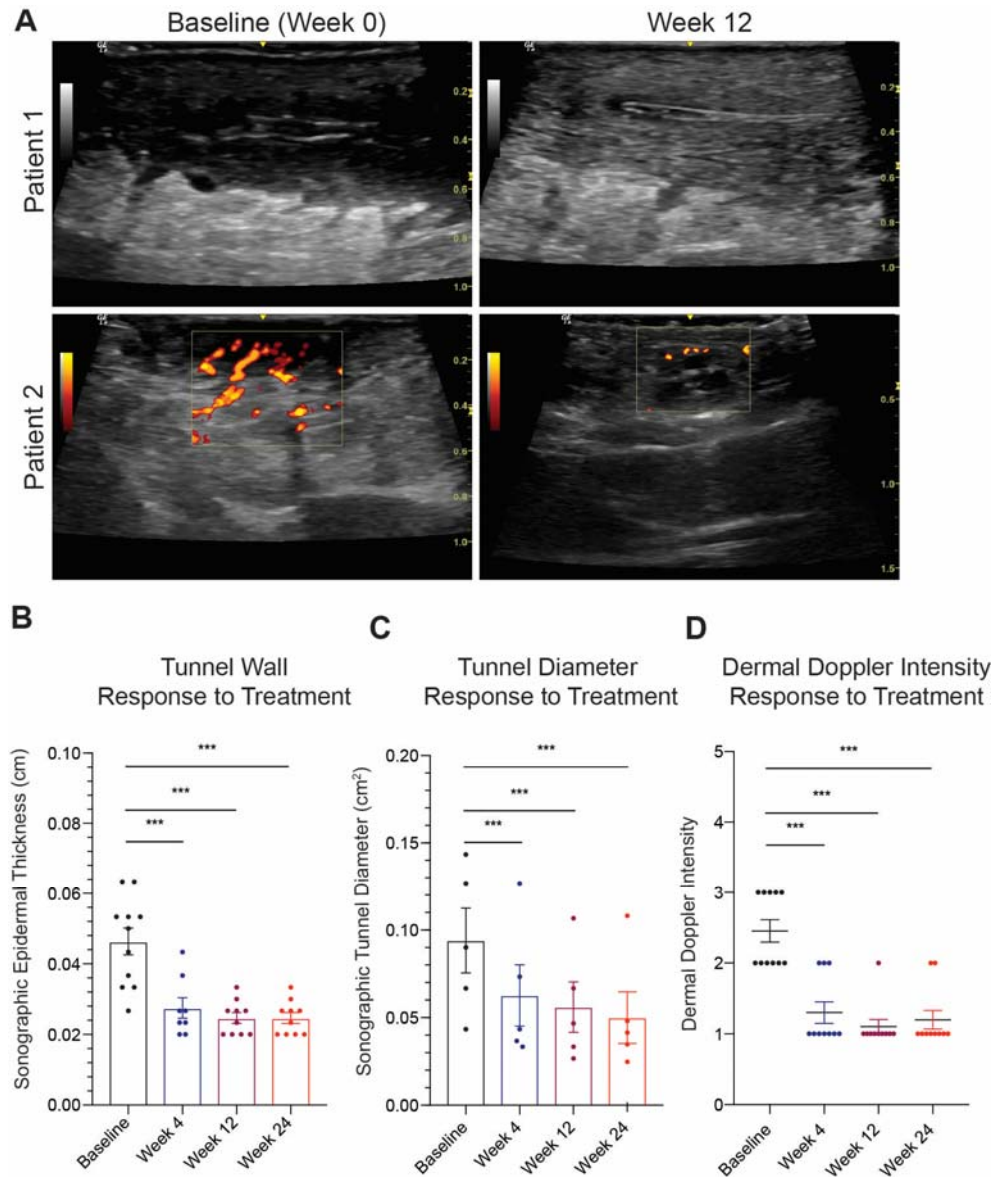 A
Baseline (Week 0)
Week 12
Patient 1
0.2
0.4
0.6
0.8
1.0
0.2
0.4
0.6
0.8
1.0
Patient 2
0.2
0.4
0.6
0.8
1.0
0.5
1.0
1.5
B
Tunnel Wall
Response to Treatment
Sonographic Epidermal Thickness (cm)
0.10
0.08
0.06
0.04
0.02
0.00
***
***
***
Baseline
Week 4
Week 12
Week 24
C
Tunnel Diameter
Response to Treatment
Sonographic Tunnel Diameter (cm²)
0.20
0.15
0.10
0.05
0.00
***
***
***
Baseline
Week 4
Week 12
Week 24
D
Dermal Doppler Intensity
Response to Treatment
Dermal Doppler Intensity
5
4
3
2
1
0
***
***
***
Baseline
Week 4
Week 12
Week 24